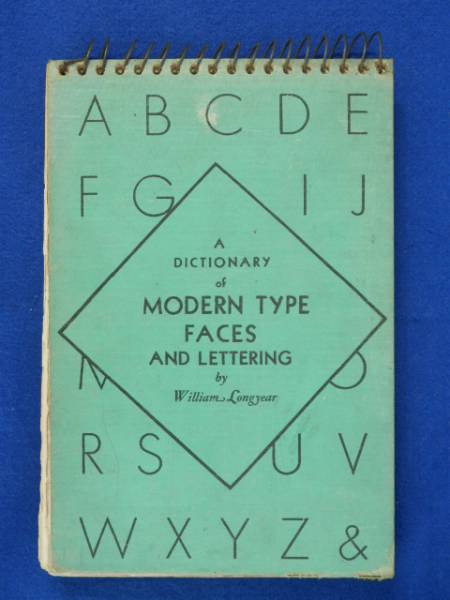 A B C D E
F G I J
A
DICTIONARY
of
MODERN TYPE
FACES
AND LETTERING
by
William Longyear
M O
R S U V
W X Y Z &